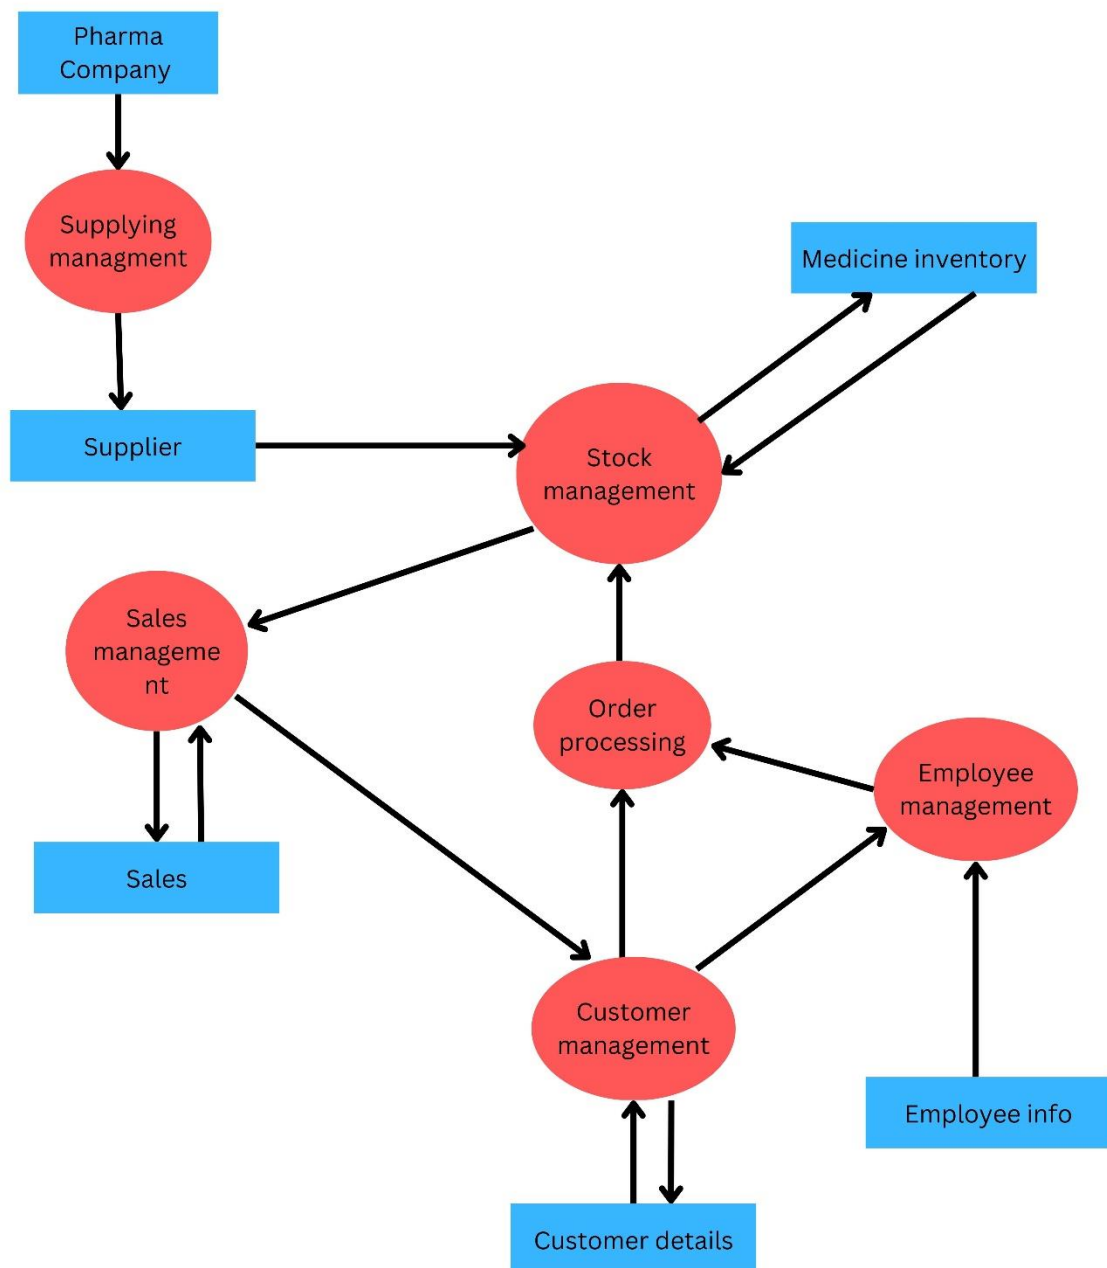 Pharma
Company
Supplying
managment
Medicine inventory
Supplier
Stock
management
Sales
manageme
nt
Order
processing
Employee
management
Sales
Customer
management
Employee info
Customer details